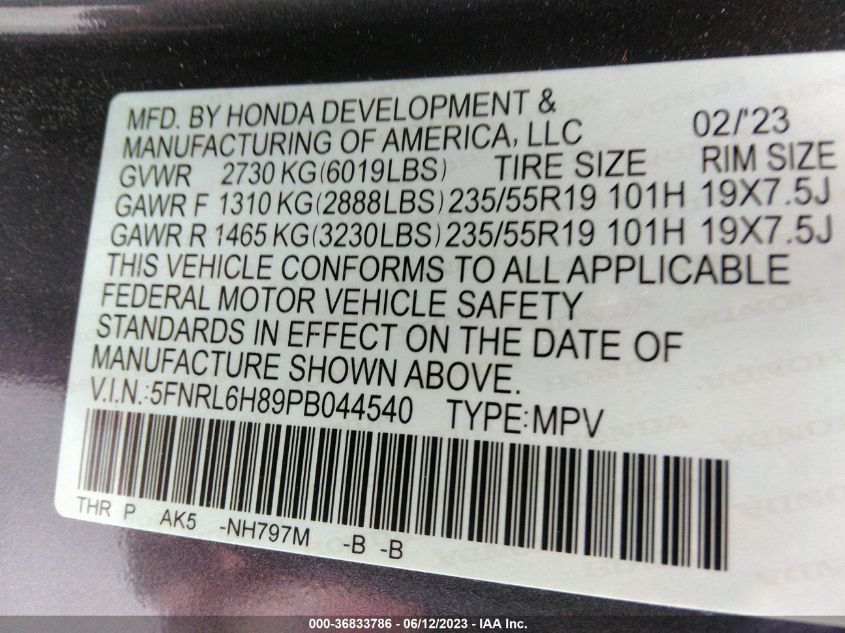 MFD. BY HONDA DEVELOPMENT &
MANUFACTURING OF AMERICA, LLC 02/'23
GVWR 2730 KG(6019LBS) TIRE SIZE RIM SIZE
GAWR F 1310 KG(2888LBS) 235/55R19 101H 19X7.5J
GAWR R 1465 KG(3230LBS) 235/55R19 101H 19X7.5J
THIS VEHICLE CONFORMS TO ALL APPLICABLE
FEDERAL MOTOR VEHICLE SAFETY
STANDARDS IN EFFECT ON THE DATE OF
MANUFACTURE SHOWN ABOVE.
V.I.N.:5FNRL6H89PB044540 TYPE:MPV
THR P AK5 -NH797M -B -B
000-36833786 - 06/12/2023 - IAA Inc.